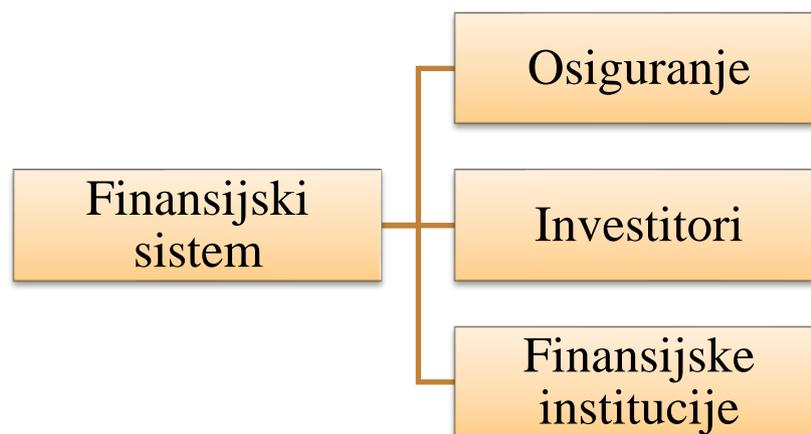 Osiguranje
Finansijski
sistem
Investitori
Finansijske
institucije